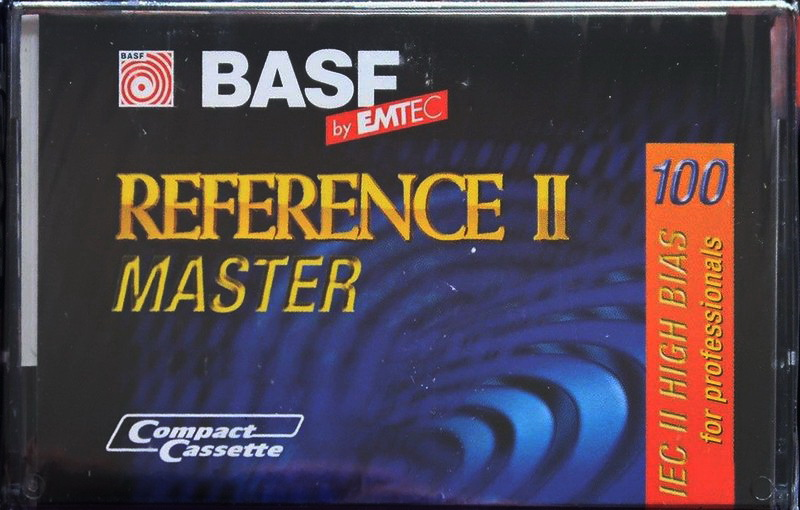 BASF
BASF
by EMTEC
REFERENCE II
MASTER
100
IEC II HIGH BIAS
for professionals
Compact
Cassette